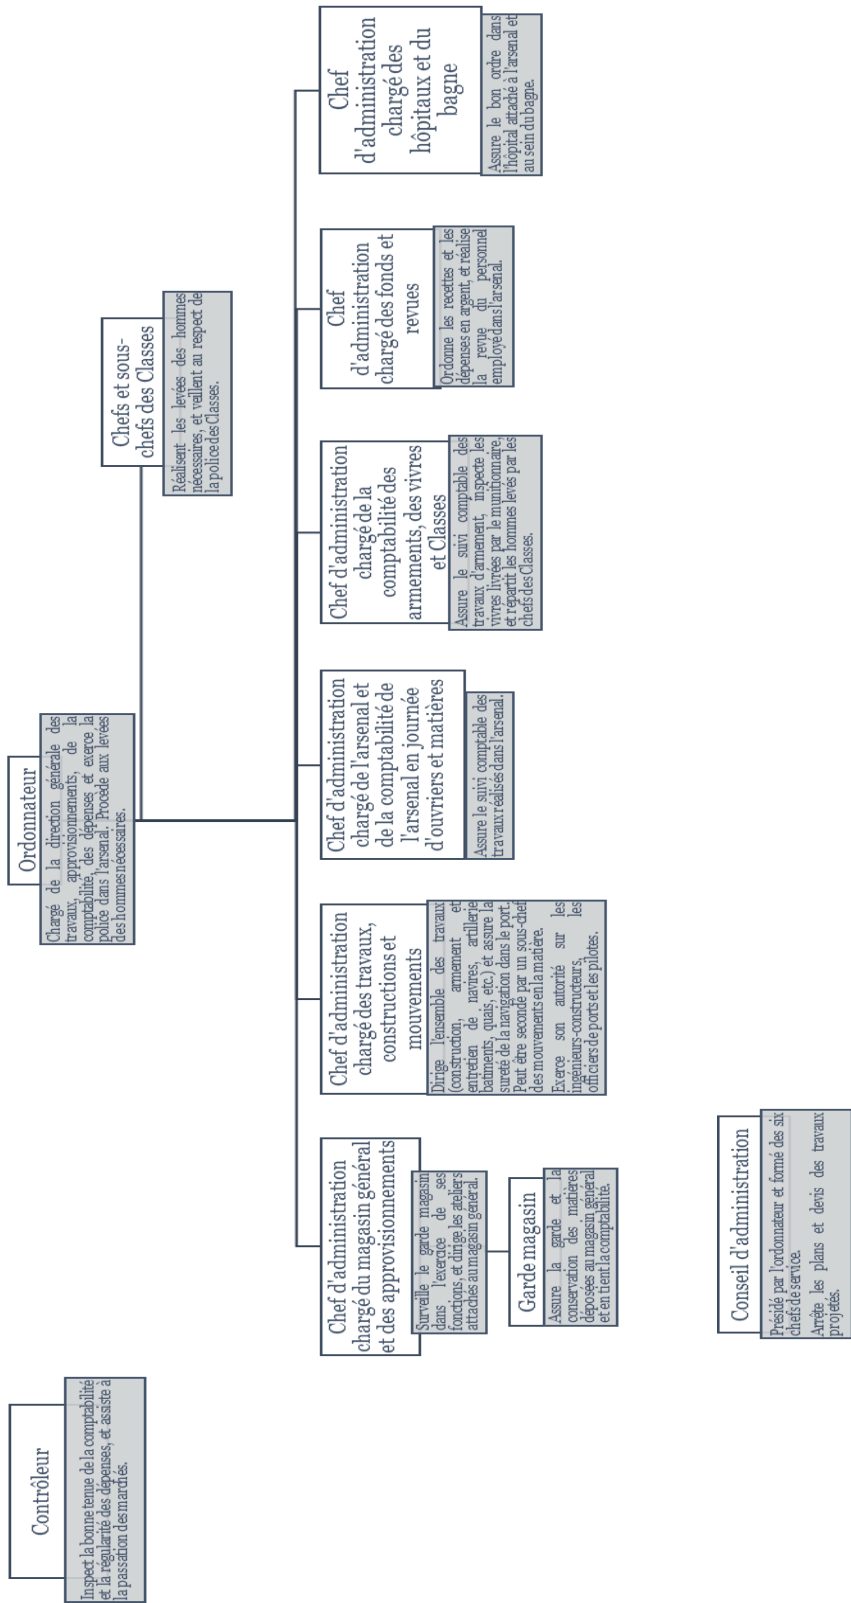 Contrôleur
Inspect la bonne tenue de la comptabilité
et la régularité des dépenses, et assiste à
la passation des marchés.
Ordonnateur
Chargé de la direction générale des
travaux, approvisionnements, de la
comptabilité, des dépenses et exerce la
police dans l'arsenal. Procède aux levées
des hommes nécessaires.
Chefs et sous-
chefs des Classes
Réalisent les levées des hommes
nécessaires, et veillent au respect de
la police des Classes.
Chef d'administration
chargé du magasin général
et des approvisionnements
Surveille le garde magasin
dans l'exercice de ses
fonctions, et dirige les ateliers
attachés au magasin général.
Garde magasin
Assure la garde et la
conservation des matières
déposées au magasin général
et en tient la comptabilité.
Chef d'administration
chargé des travaux,
constructions et
mouvements
Dirige l'ensemble des travaux
(construction, armement et
entretien de navires, artillerie
batiments, quais, etc.) et assure la
sureté de la navigation dans le port.
Peut être secondé par un sous-chef
des mouvements en la matière.
Exerce son autorité sur les
ingénieurs-constructeurs, les
officiers de ports et les pilotes.
Chef d'administration
chargé de l'arsenal et
de la comptabilité de
l'arsenal en journée
d'ouvriers et matières
Assure le suivi comptable des
travaux réalisés dans l'arsenal.
Chef d'administration
chargé de la
comptabilité des
armements, des vivres
et Classes
Assure le suivi comptable des
travaux d'armement, inspecte les
vivres livrées par le munitionnaire,
et répartit les hommes levés par les
chefs des Classes.
Chef
d'administration
chargé des fonds et
revues
Ordonne les recettes et les
dépenses en argent, et réalise
la revue du personnel
employé dans l'arsenal.
Chef
d'administration
chargé des
hôpitaux et du
bagne
Assure le bon ordre dans
l'hôpital attaché à l'arsenal et
au sein du bagne.
Conseil d'administration
Présidé par l'ordonnateur et formé des six
chefs de service.
Arrête les plans et devis des travaux
projetés.